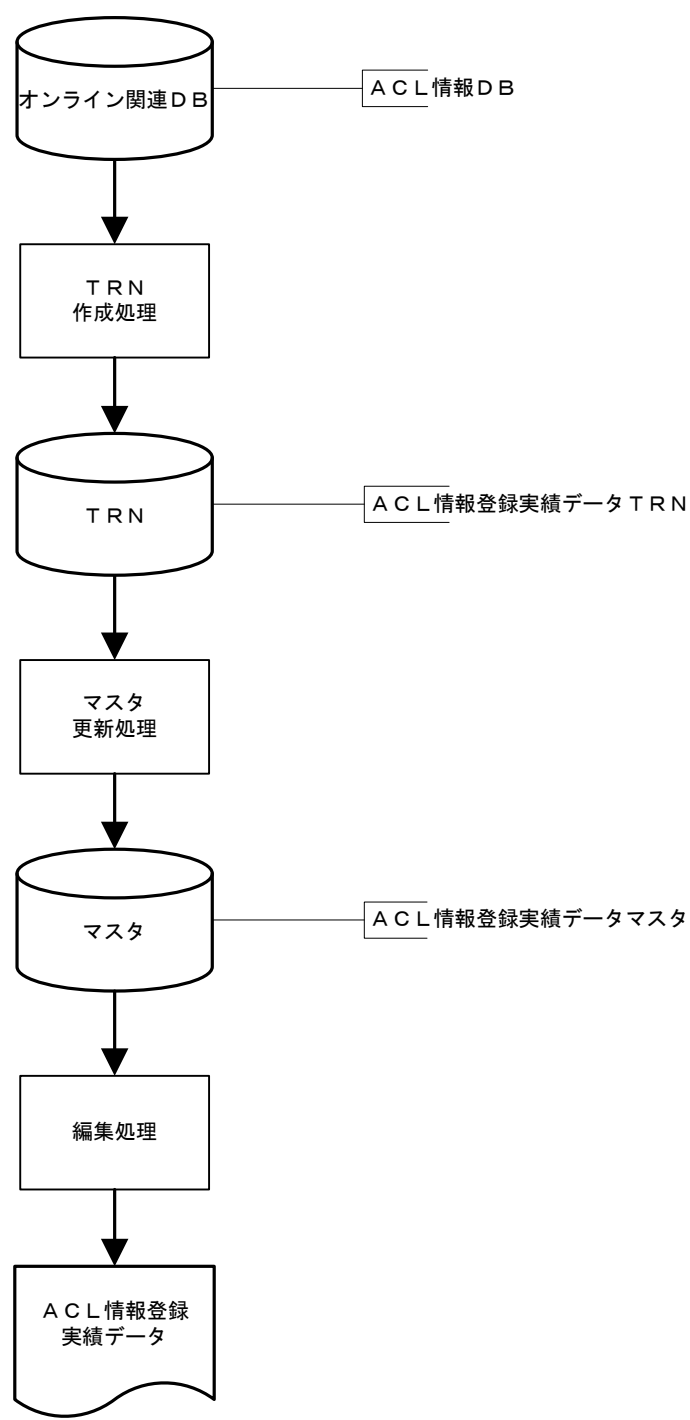 オンライン関連ＤＢ
ＡＣＬ情報ＤＢ
ＴＲＮ
作成処理
ＴＲＮ
ＡＣＬ情報登録実績データＴＲＮ
マスタ
更新処理
マスタ
ＡＣＬ情報登録実績データマスタ
編集処理
ＡＣＬ情報登録
実績データ